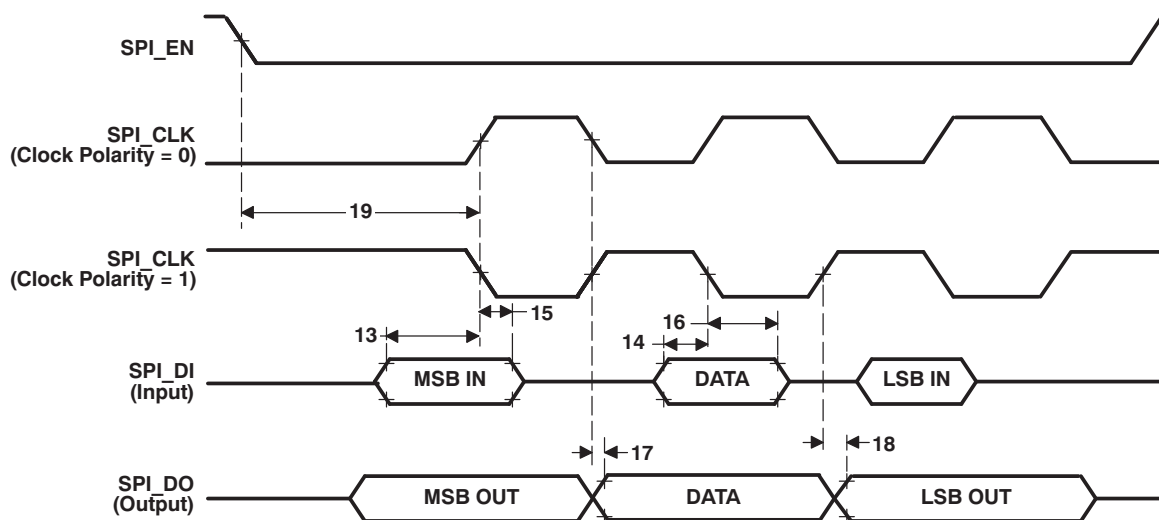 SPI_EN
SPI_CLK
(Clock Polarity = 0)
19
SPI_CLK
(Clock Polarity = 1)
15
13
16
14
SPI_DI
(Input)
MSB IN
DATA
LSB IN
17
18
SPI_DO
(Output)
MSB OUT
DATA
LSB OUT